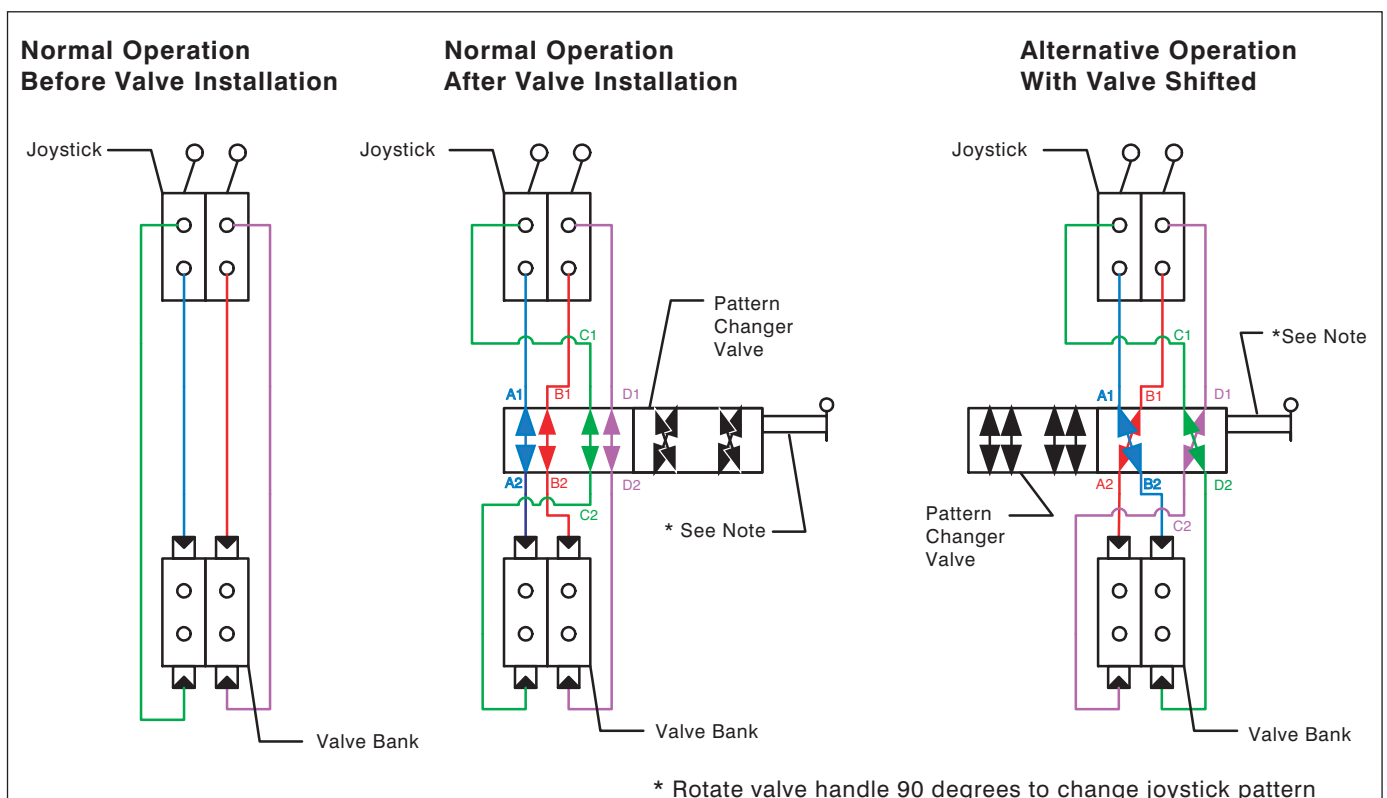 Normal Operation
Before Valve Installation
Joystick
Valve Bank
Normal Operation
After Valve Installation
Joystick
Pattern
Changer
Valve
C1
A1
B1
D1
A2
B2
D2
C2
* See Note
Valve Bank
Alternative Operation
With Valve Shifted
Joystick
*See Note
C1
A1
B1
D1
A2
B2
D2
C2
Pattern
Changer
Valve
Valve Bank
* Rotate valve handle 90 degrees to change joystick pattern